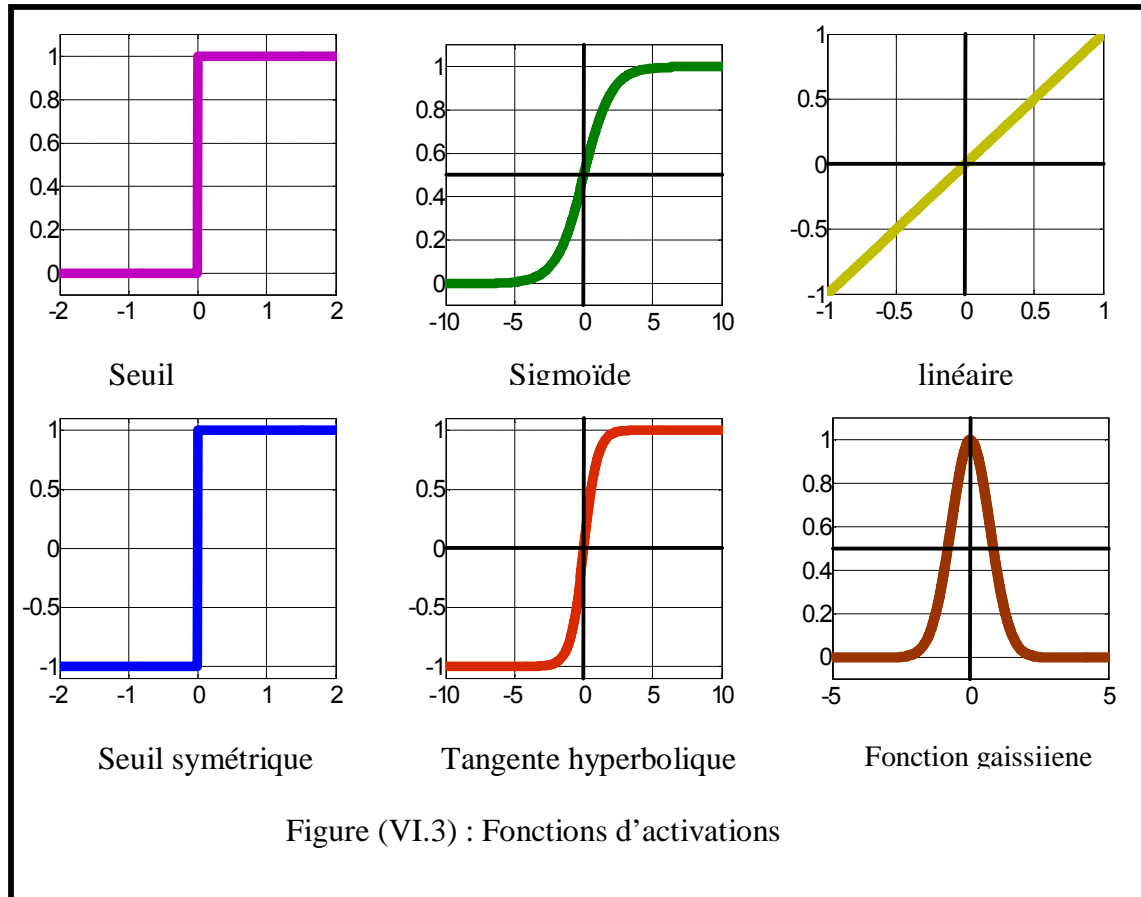 1
0.8
0.6
0.4
0.2
0
-2 -1 0 1 2
Seuil
1
0.8
0.6
0.4
0.2
0
-10 -5 0 5 10
Sigmoïde
1
0.5
0
-0.5
-1
-1 -0.5 0 0.5 1
linéaire
1
0.5
0
-0.5
-1
-2 -1 0 1 2
Seuil symétrique
1
0.5
0
-0.5
-1
-10 -5 0 5 10
Tangente hyperbolique
1
0.8
0.6
0.4
0.2
0
-5 0 5
Fonction gaissiiene
Figure (VI.3) : Fonctions d’activations